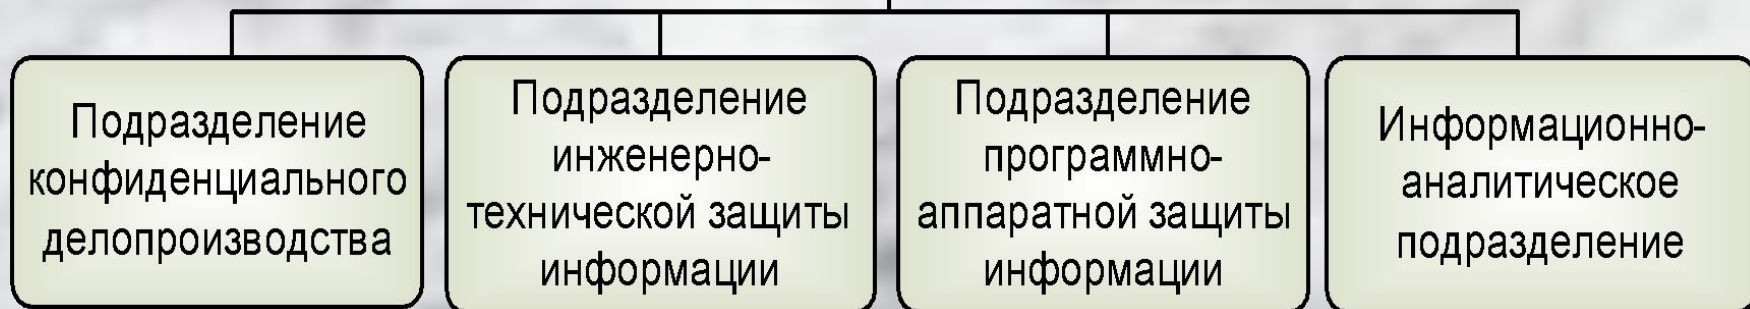 Подразделение
конфиденциального
делопроизводства
Подразделение
инженерно-
технической защиты
информации
Подразделение
программно-
аппаратной защиты
информации
Информационно-
аналитическое
подразделение